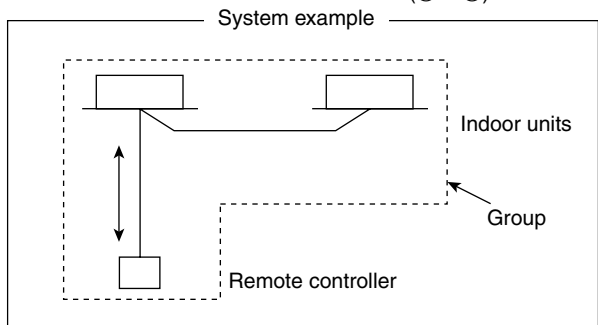 System example
Indoor units
Group
Remote controller